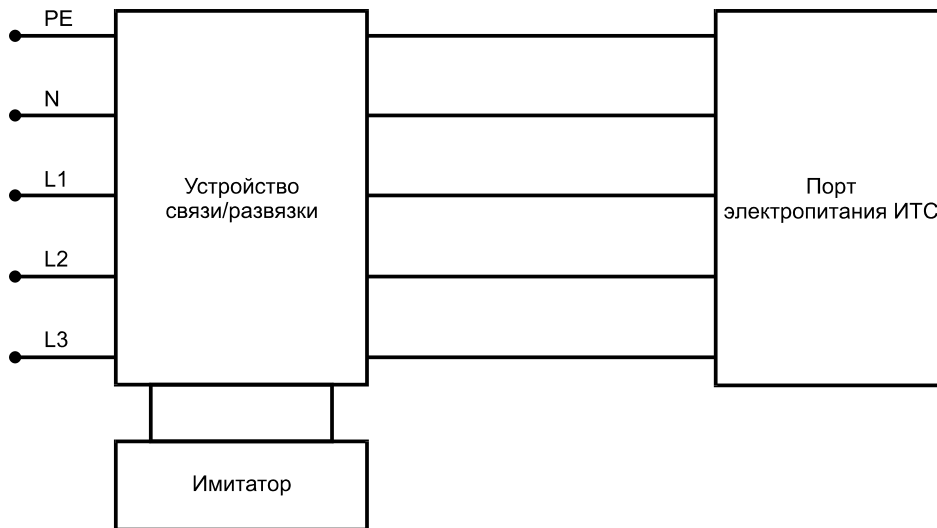 PE
N
L1
L2
L3
Устройство
связи/развязки
Порт
электропитания ИТС
Имитатор